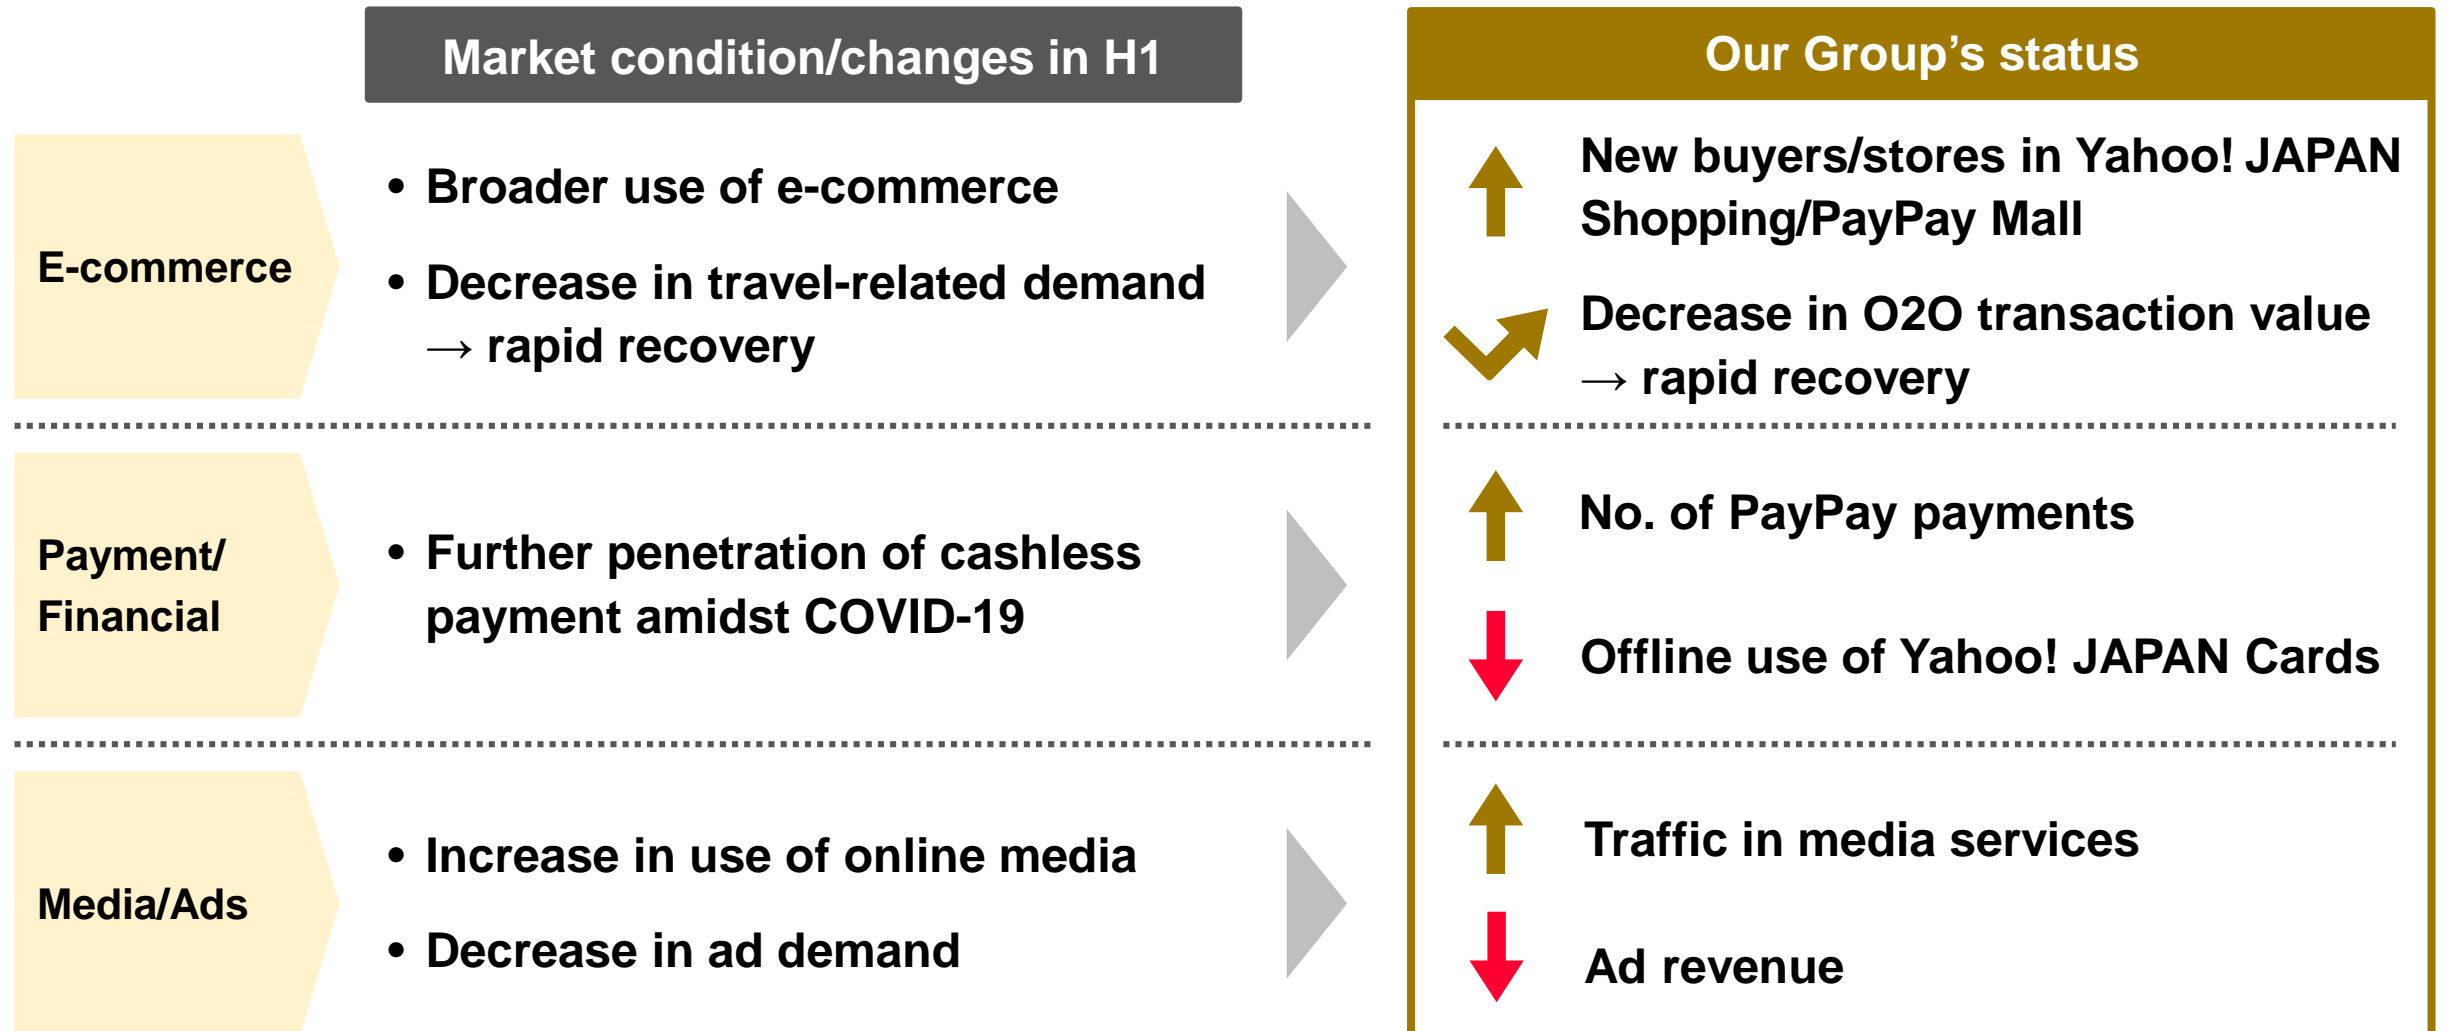 Market condition/changes in H1
Our Group’s status
E-commerce
• Broader use of e-commerce
• Decrease in travel-related demand
→ rapid recovery
New buyers/stores in Yahoo! JAPAN
Shopping/PayPay Mall
Decrease in O2O transaction value
→ rapid recovery
Payment/
Financial
• Further penetration of cashless
payment amidst COVID-19
No. of PayPay payments
Offline use of Yahoo! JAPAN Cards
Media/Ads
• Increase in use of online media
• Decrease in ad demand
Traffic in media services
Ad revenue